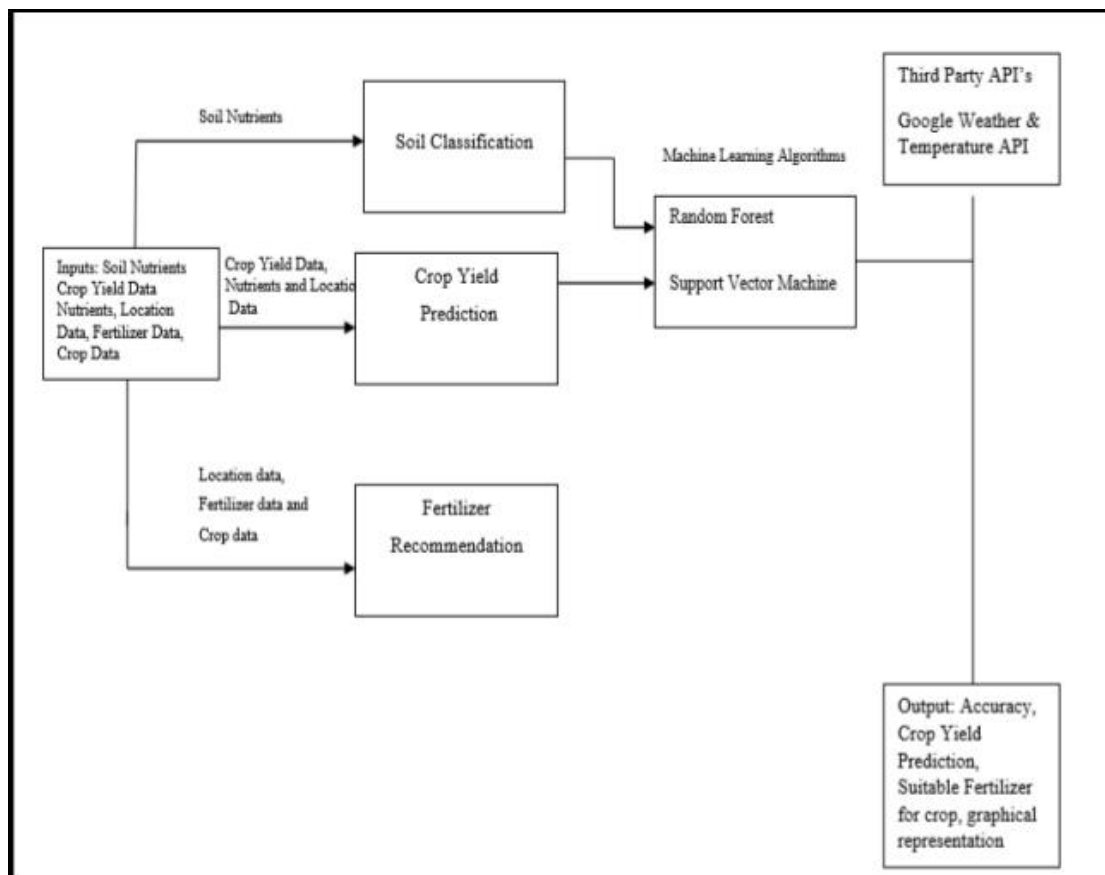 Third Party API's
Google Weather &
Temperature API
Soil Nutrients
Soil Classification
Machine Learning Algorithms
Random Forest
Support Vector Machine
Inputs: Soil Nutrients
Crop Yield Data
Nutrients, Location
Data, Fertilizer Data,
Crop Data
Crop Yield Data,
Nutrients and Locatio
Data
Crop Yield
Prediction
Location data,
Fertilizer data and
Crop data
Fertilizer
Recommendation
Output: Accuracy,
Crop Yield
Prediction,
Suitable Fertilizer
for crop, graphical
representation